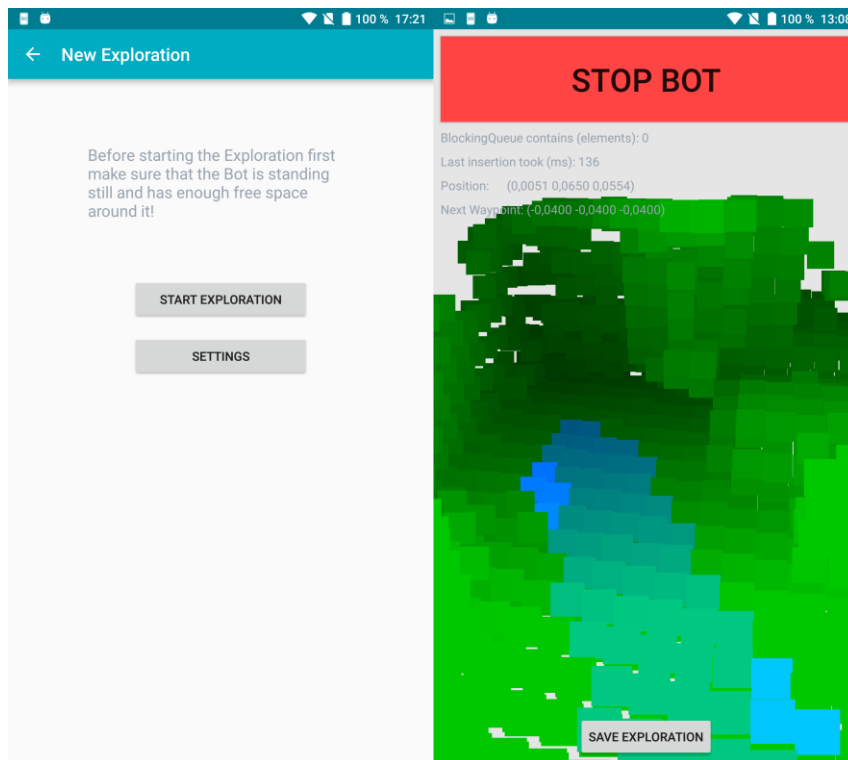 100 % 17:21
New Exploration
Before starting the Exploration first
make sure that the Bot is standing
still and has enough free space
around it!
START EXPLORATION
SETTINGS
100 % 13:08
STOP BOT
BlockingQueue contains (elements): 0
Last insertion took (ms): 136
Position: (0,0051 0,0650 0,0554)
Next Waypoint: (-0,0400 -0,0400 -0,0400)
SAVE EXPLORATION